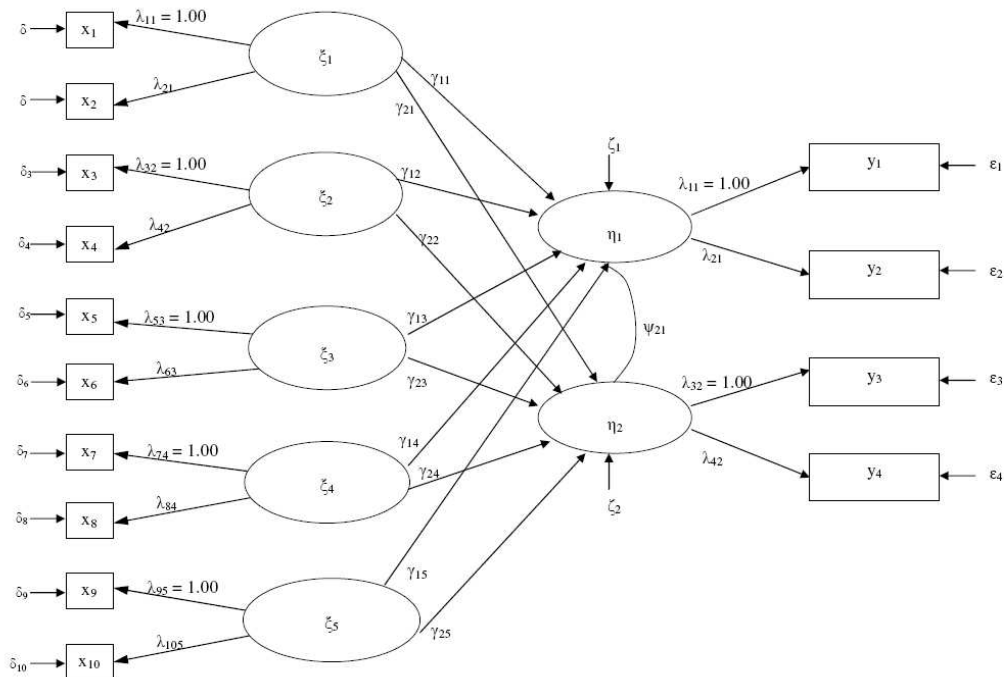 δ
x₁
λ₁₁ = 1.00
ξ₁
γ₁₁
δ
x₂
λ₂₁
γ₂₁
δ₃
x₃
λ₃₂ = 1.00
ξ₂
γ₁₂
ζ₁
λ₁₁ = 1.00
y₁
ε₁
δ₄
x₄
λ₄₂
γ₂₂
η₁
λ₂₁
y₂
ε₂
δ₅
x₅
λ₅₃ = 1.00
ξ₃
γ₁₃
ψ₂₁
δ₆
x₆
λ₆₃
γ₂₃
λ₃₂ = 1.00
y₃
ε₃
δ₇
x₇
λ₇₄ = 1.00
ξ₄
γ₁₄
η₂
λ₄₂
y₄
ε₄
δ₈
x₈
λ₈₄
γ₂₄
ζ₂
δ₉
x₉
λ₉₅ = 1.00
ξ₅
γ₁₅
δ₁₀
x₁₀
λ₁₀₅
γ₂₅